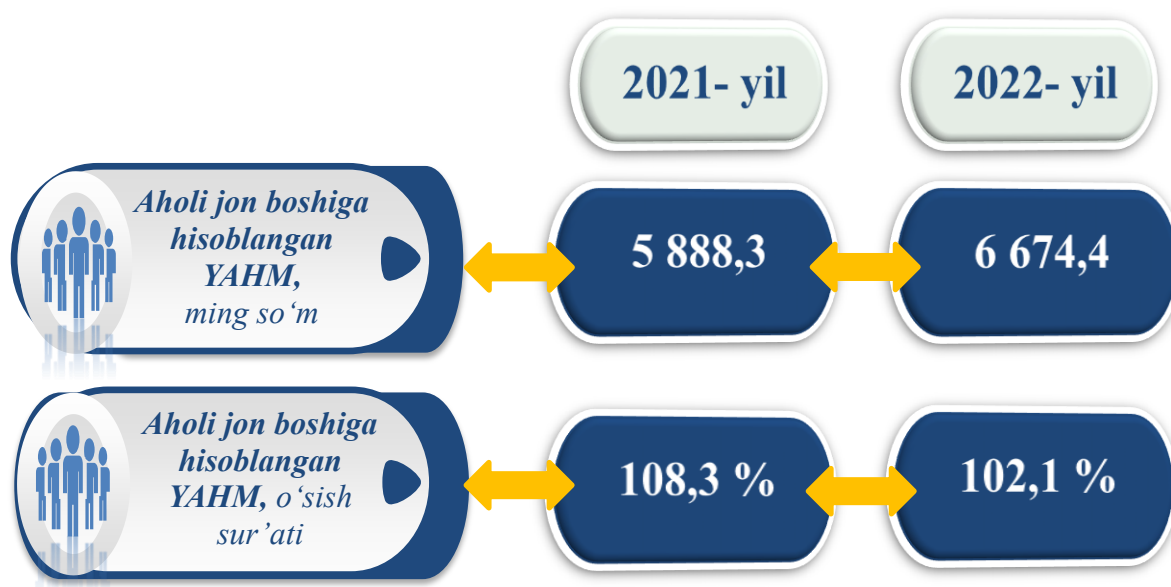 2021- yil
2022- yil
Aholi jon boshiga
hisoblangan
YAHM,
ming so‘m
5 888,3
6 674,4
Aholi jon boshiga
hisoblangan
YAHM, o‘sish
sur’ati
108,3 %
102,1 %